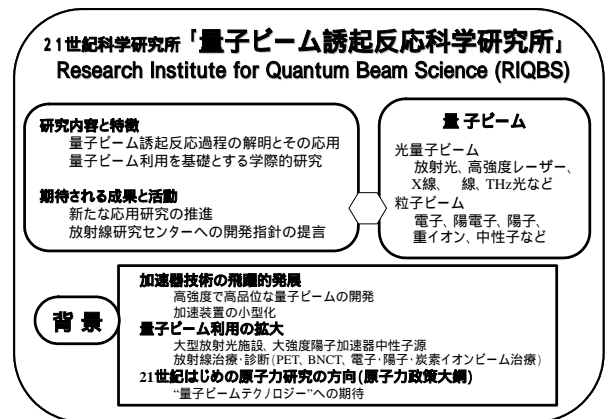 21世紀科学研究所「量子ビーム誘起反応科学研究所」
Research Institute for Quantum Beam Science (RIQBS)
研究内容と特徴
量子ビーム誘起反応過程の解明とその応用
量子ビーム利用を基礎とする学際的研究
期待される成果と活動
新たな応用研究の推進
放射線研究センターへの開発指針の提言
量子ビーム
光量子ビーム
放射光、高強度レーザー、
X線、 線、THz光など
粒子ビーム
電子、陽電子、陽子、
重イオン、中性子など
背景
加速器技術の飛躍的発展
高強度で高品位な量子ビームの開発
加速装置の小型化
量子ビーム利用の拡大
大型放射光施設、大強度陽子加速器中性子源
放射線治療・診断(PET、BNCT、電子・陽子・炭素イオンビーム治療)
21世紀はじめの原子力研究の方向(原子力政策大綱)
“量子ビームテクノロジー”への期待